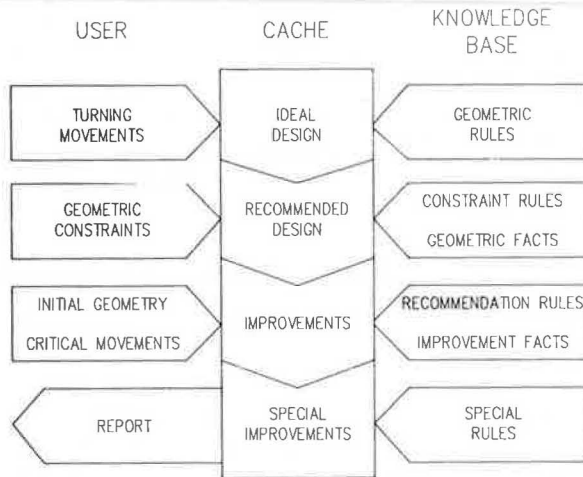 USER
CACHE
KNOWLEDGE
BASE
TURNING
MOVEMENTS
IDEAL
DESIGN
GEOMETRIC
RULES
GEOMETRIC
CONSTRAINTS
RECOMMENDED
DESIGN
CONSTRAINT RULES
GEOMETRIC FACTS
INITIAL GEOMETRY
CRITICAL MOVEMENTS
IMPROVEMENTS
RECOMMENDATION RULES
IMPROVEMENT FACTS
REPORT
SPECIAL
IMPROVEMENTS
SPECIAL
RULES